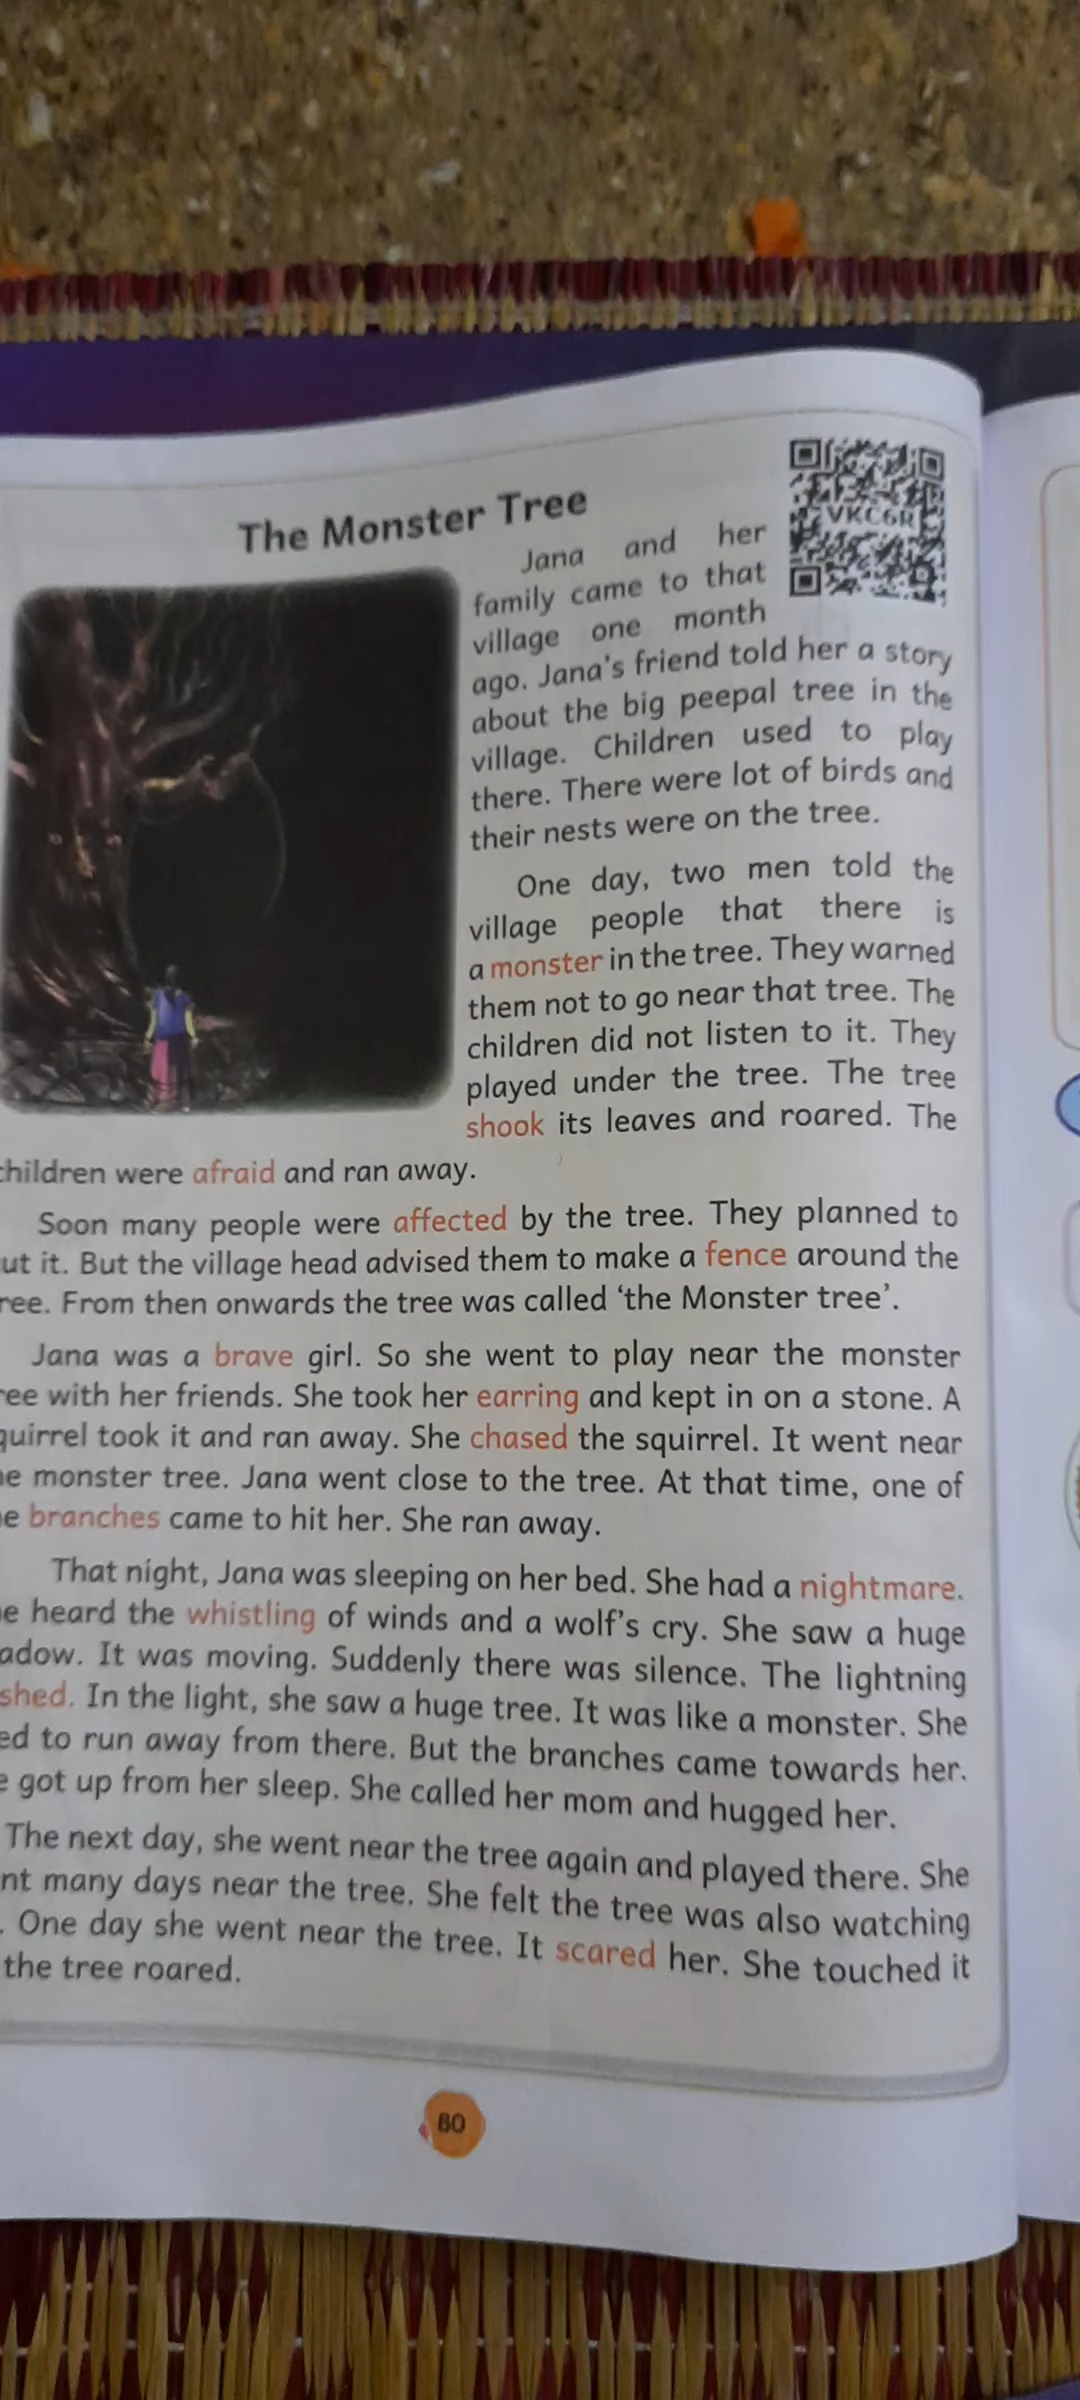 The Monster Tree
VKC6R
Jana and her
family came to that
village one month
ago. Jana's friend told her a story
about the big peepal tree in the
village. Children used to play
there. There were lot of birds and
their nests were on the tree.
One day, two men told the
village people that there is
a monster in the tree. They warned
them not to go near that tree. The
children did not listen to it. They
played under the tree. The tree
shook its leaves and roared. The
children were afraid and ran away.
Soon many people were affected by the tree. They planned to
ut it. But the village head advised them to make a fence around the
ree. From then onwards the tree was called ‘the Monster tree’.
Jana was a brave girl. So she went to play near the monster
ree with her friends. She took her earring and kept in on a stone. A
quirrel took it and ran away. She chased the squirrel. It went near
e monster tree. Jana went close to the tree. At that time, one of
e branches came to hit her. She ran away.
That night, Jana was sleeping on her bed. She had a nightmare.
e heard the whistling of winds and a wolf's cry. She saw a huge
adow. It was moving. Suddenly there was silence. The lightning
shed. In the light, she saw a huge tree. It was like a monster. She
ed to run away from there. But the branches came towards her.
e got up from her sleep. She called her mom and hugged her.
The next day, she went near the tree again and played there. She
nt many days near the tree. She felt the tree was also watching
. One day she went near the tree. It scared her. She touched it
the tree roared.
80